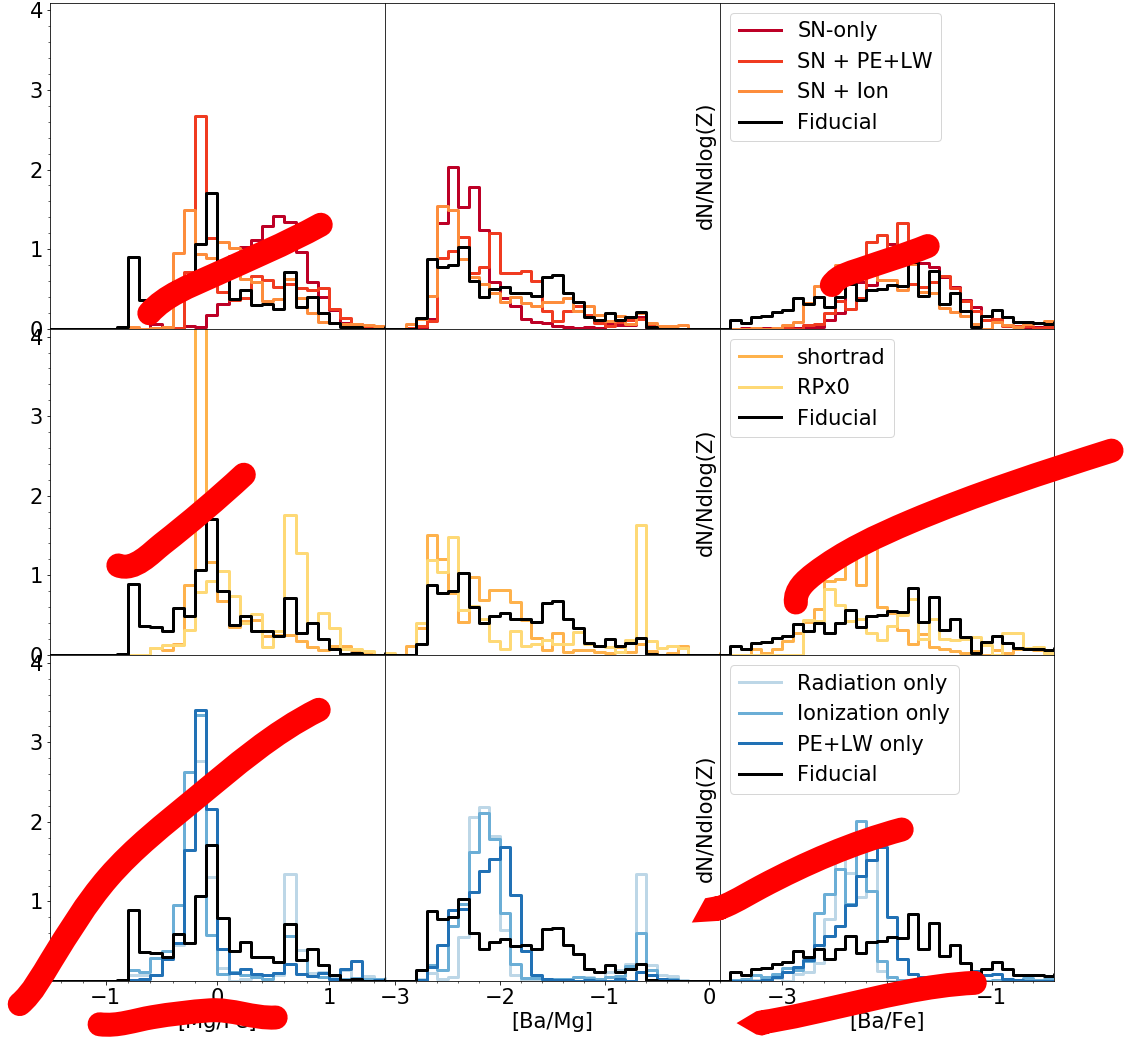 4
3
2
1
0
dN/Ndlog(Z)
SN-only
SN + PE+LW
SN + Ion
Fiducial
4
3
2
1
0
dN/Ndlog(Z)
shortrad
RPx0
Fiducial
4
3
2
1
dN/Ndlog(Z)
Radiation only
Ionization only
PE+LW only
Fiducial
−1 0 1 −3 −2 −1 0 −3 −1
[Ba/Mg] [Ba/Fe]